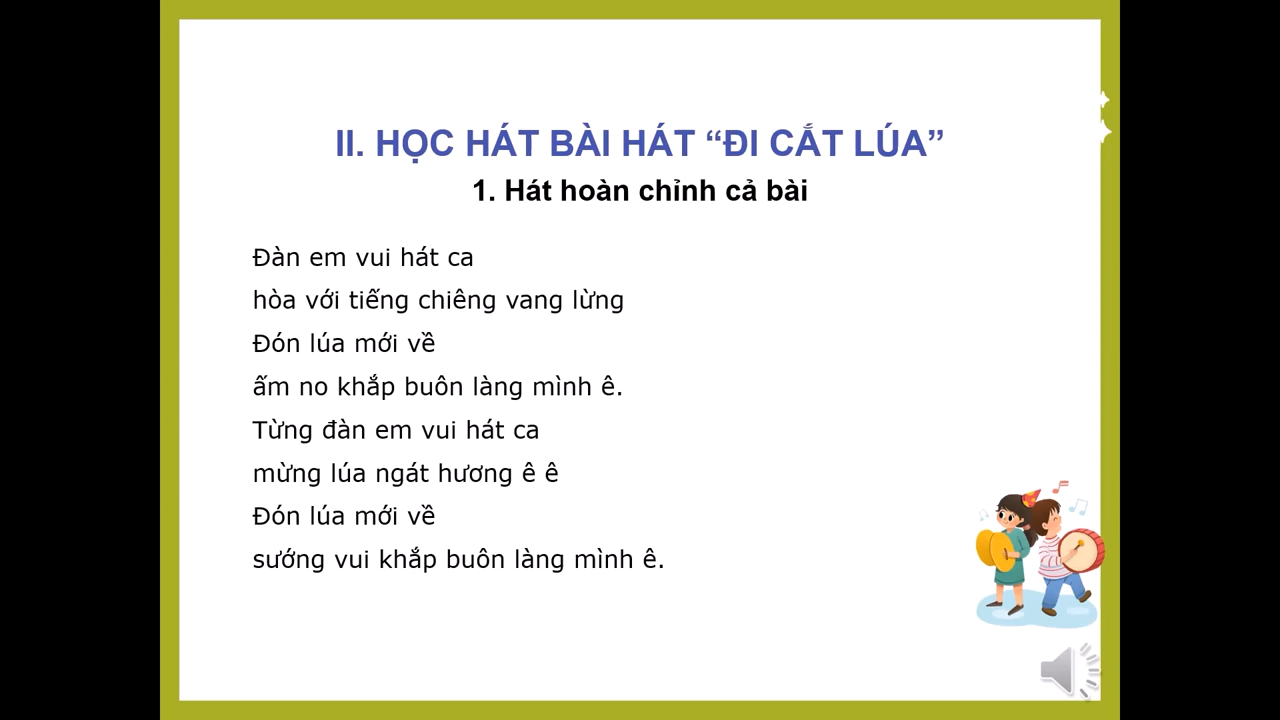 II. HỌC HÁT BÀI HÁT “ĐI CẮT LÚA”
1. Hát hoàn chỉnh cả bài
Đàn em vui hát ca
hòa với tiếng chiêng vang lừng
Đón lúa mới về
ấm no khắp buôn làng mình ê.
Từng đàn em vui hát ca
mừng lúa ngát hương ê ê
Đón lúa mới về
sướng vui khắp buôn làng mình ê.